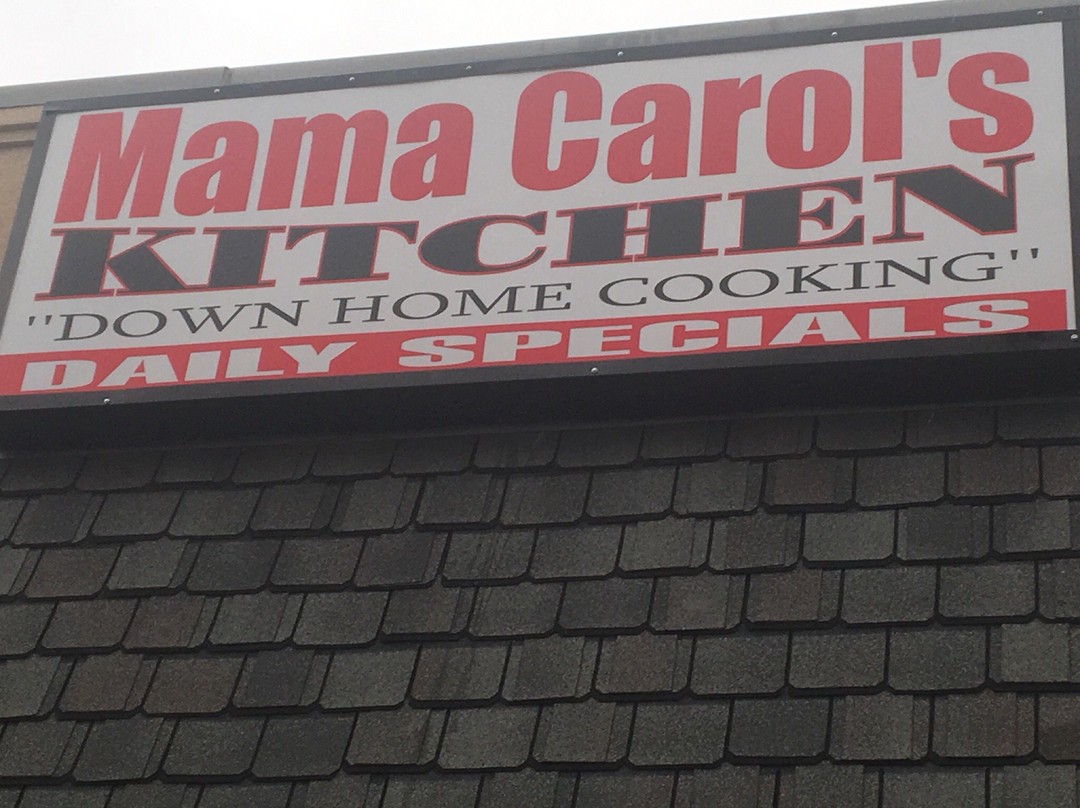 Mama Carol's
KITCHEN
"DOWN HOME COOKING"
DAILY SPECIALS